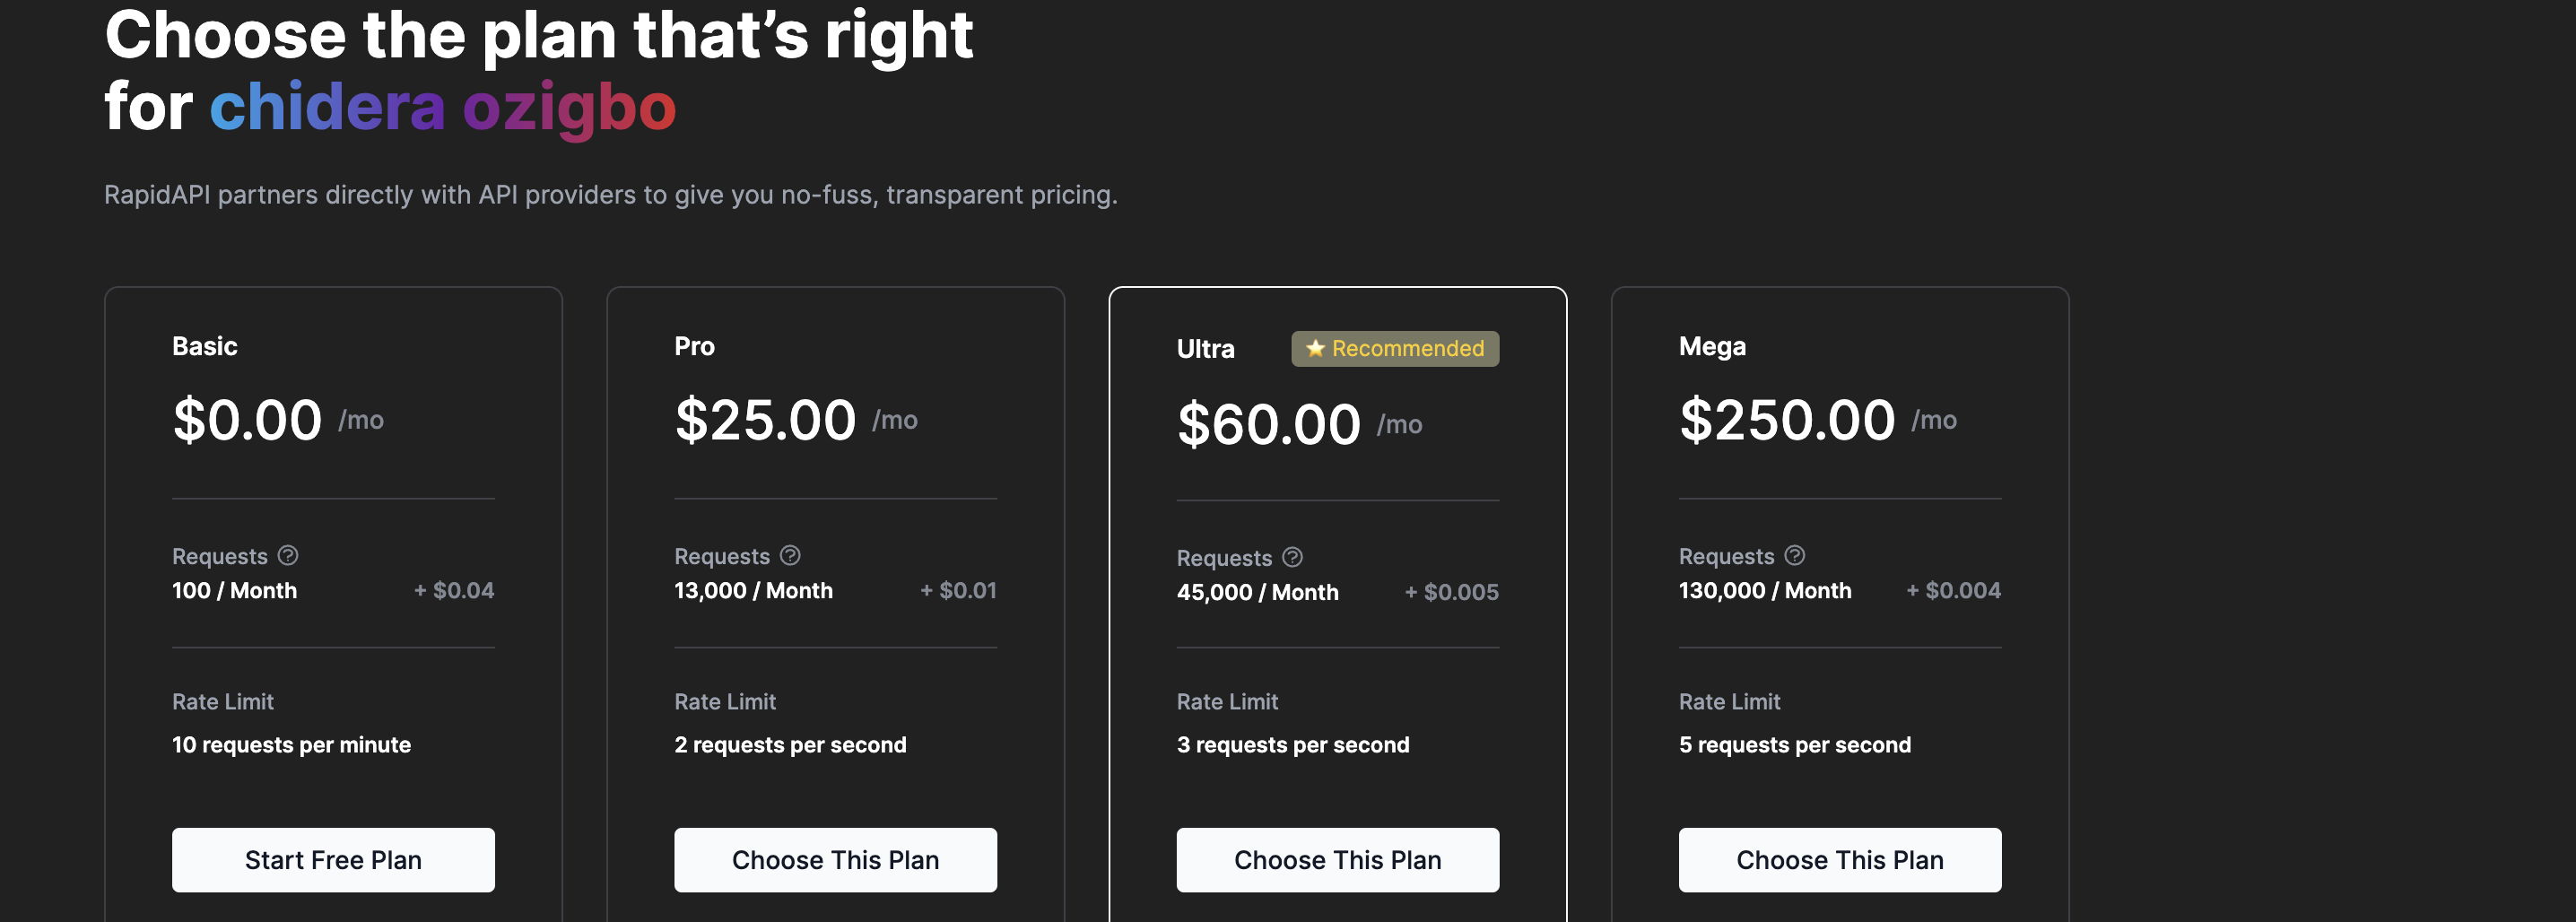 Choose the plan that’s right
for chidera ozigbo
RapidAPI partners directly with API providers to give you no-fuss, transparent pricing.
Basic
$0.00 /mo
Requests
100 / Month + $0.04
Rate Limit
10 requests per minute
Start Free Plan
Pro
$25.00 /mo
Requests
13,000 / Month + $0.01
Rate Limit
2 requests per second
Choose This Plan
Ultra Recommended
$60.00 /mo
Requests
45,000 / Month + $0.005
Rate Limit
3 requests per second
Choose This Plan
Mega
$250.00 /mo
Requests
130,000 / Month + $0.004
Rate Limit
5 requests per second
Choose This Plan